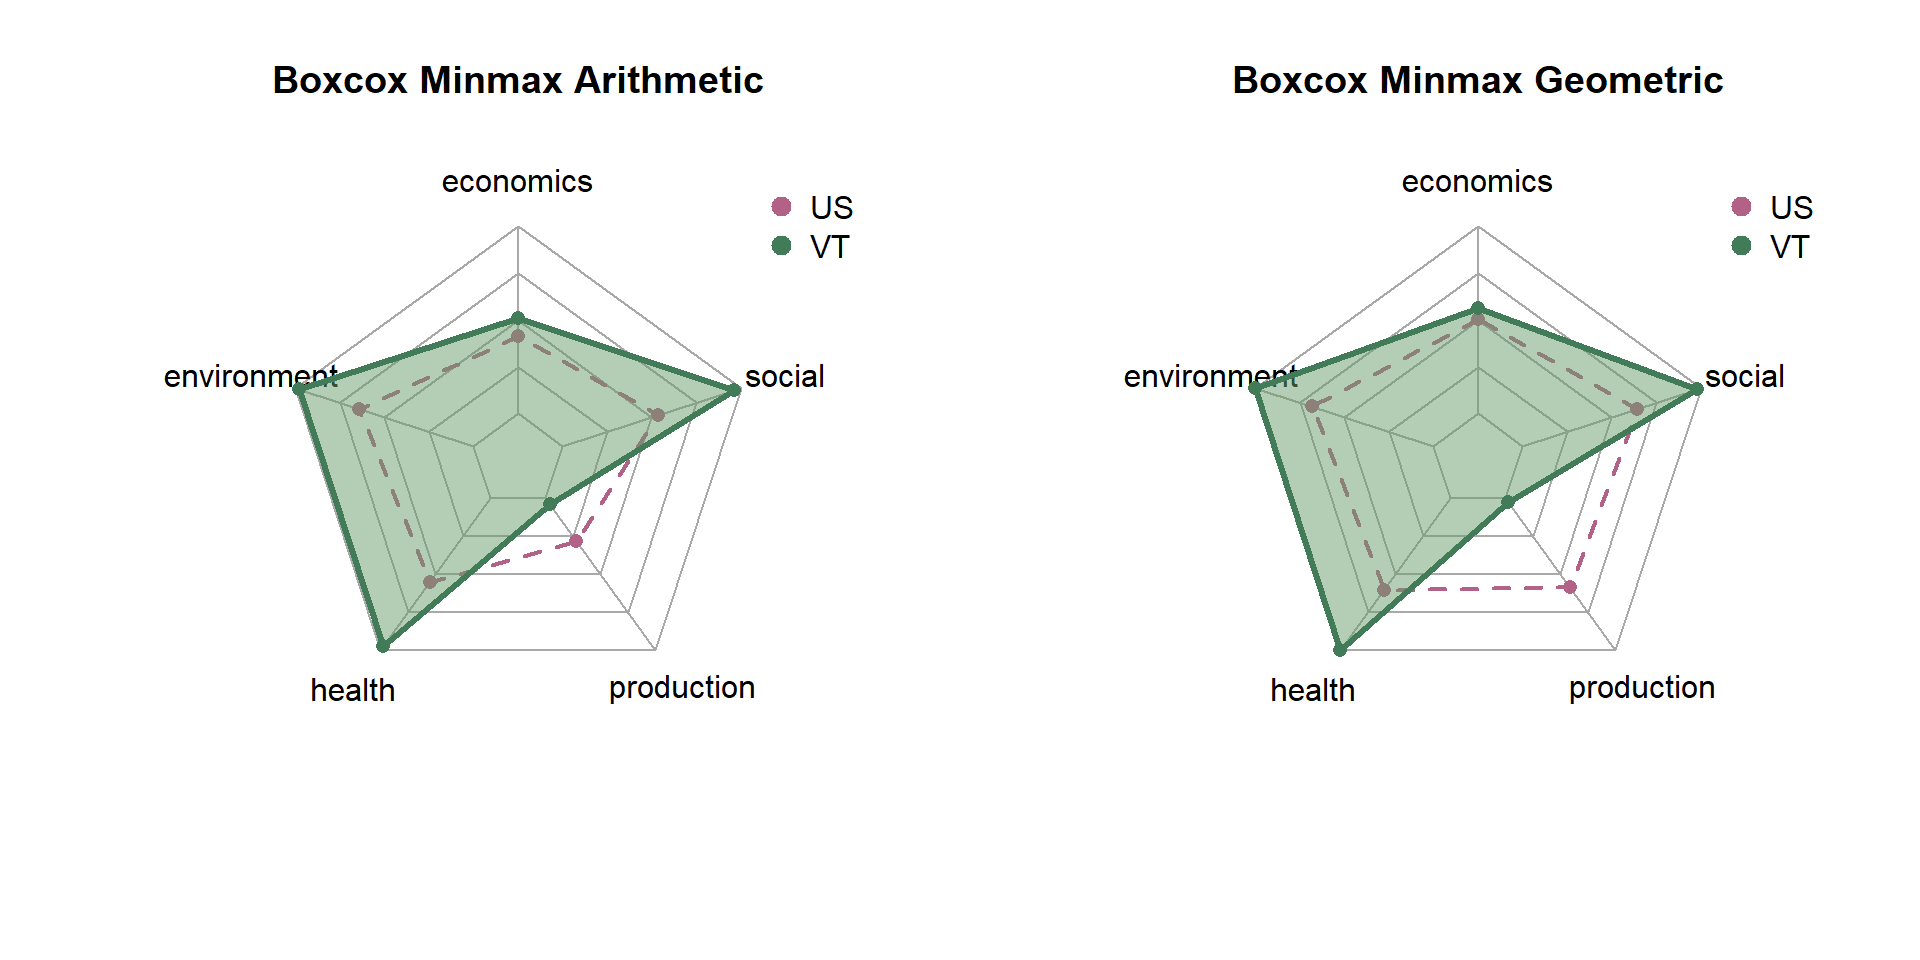 Boxcox Minmax Arithmetic
economics
US
VT
environment
social
health
production
Boxcox Minmax Geometric
economics
US
VT
environment
social
health
production